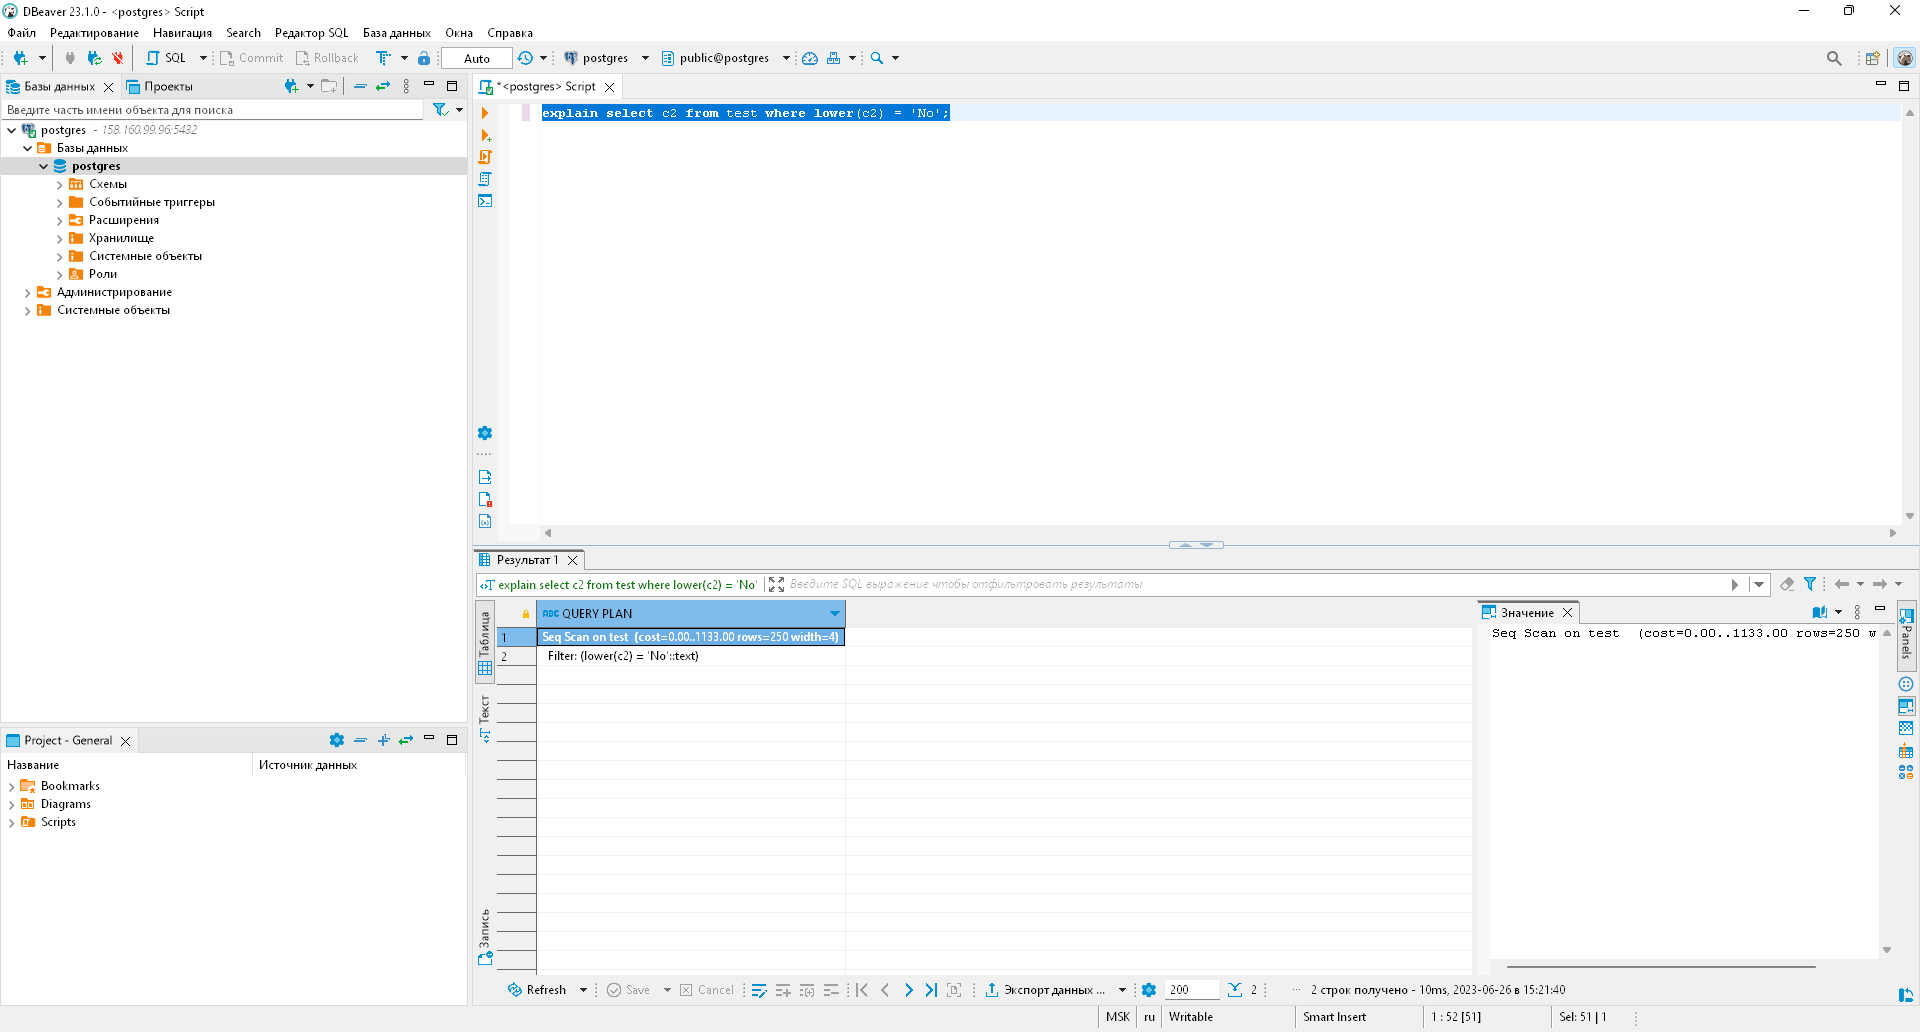 DBeaver 23.1.0 - <postgres> Script
Файл Редактирование Навигация Search Редактор SQL База данных Окна Справка
SQL Commit Rollback Auto postgres public@postgres
Базы данных Проекты
Введите часть имени объекта для поиска
postgres - 158.160.99.96:5432
Базы данных
postgres
Схемы
Событийные триггеры
Расширения
Хранилище
Системные объекты
Роли
Администрирование
Системные объекты
Project - General
Название Источник данных
Bookmarks
Diagrams
Scripts
*<postgres> Script
explain select c2 from test where lower(c2) = 'No';
Результат 1
explain select c2 from test where lower(c2) = 'No' Введите SQL выражение чтобы отфильтровать результаты
Таблица
Текст
Запись
ABC QUERY PLAN
1 Seq Scan on test (cost=0.00..1133.00 rows=250 width=4)
2 Filter: (lower(c2) = 'No'::text)
Значение
Seq Scan on test (cost=0.00..1133.00 rows=250 w
Panels
Refresh Save Cancel Экспорт данных ... 200 2 2 строк получено - 10ms, 2023-06-26 в 15:21:40
MSK ru Writable Smart Insert 1 : 52 [51] Sel: 51 | 1